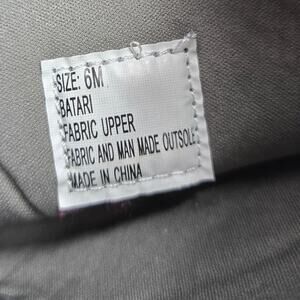 SIZE: 6M
BATARI
FABRIC UPPER
FABRIC AND MAN MADE OUTSOLE
MADE IN CHINA